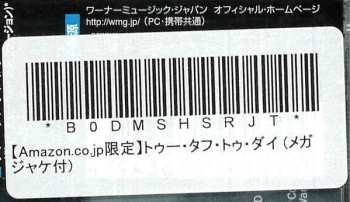 ワーナーミュージック・ジャパン オフィシャル・ホームページ
http://wmg.jp/ (PC・携帯共通)
*B0DMSHSRJT*
【Amazon.co.jp限定】トゥー・タフ・トゥ・ダイ (メガ
ジャケ付)